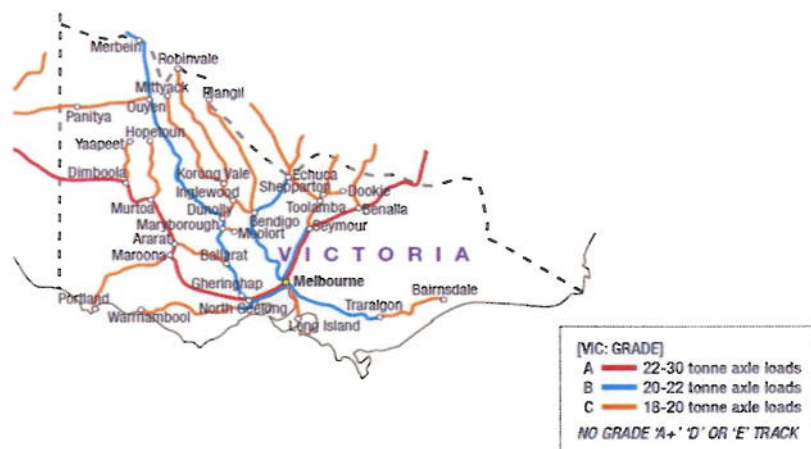 Merbein
Robinvale
Mittyack
Piangil
Ouyen
Panitya
Hopetoun
Yaapeet
Dimboola
Korong Vale
Echuca
Shepparton
Inglewood
Dookie
Murtoa
Dunolly
Toolamba
Benalla
Maryborough
Bendigo
Moolort
Seymour
Ararat
VICTORIA
Maroona
Ballarat
Gheringhap
Melbourne
Bairnsdale
Portland
North Geelong
Traralgon
Warrnambool
Long Island
[VIC: GRADE]
A 22-30 tonne axle loads
B 20-22 tonne axle loads
C 18-20 tonne axle loads
NO GRADE 'A+' 'D' OR 'E' TRACK